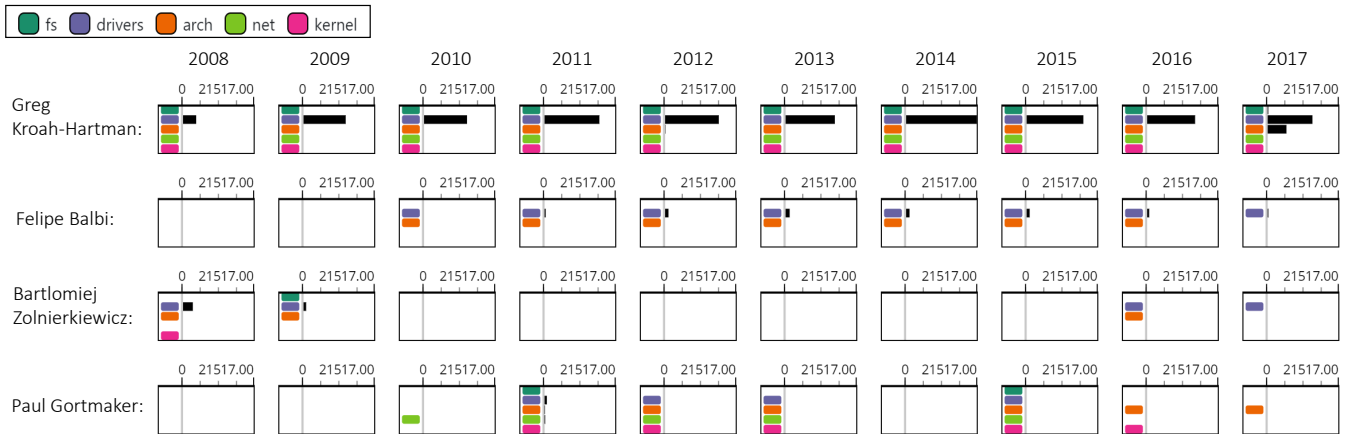 fs drivers arch net kernel
2008 2009 2010 2011 2012 2013 2014 2015 2016 2017
0 21517.00 0 21517.00 0 21517.00 0 21517.00 0 21517.00 0 21517.00 0 21517.00 0 21517.00 0 21517.00 0 21517.00
Greg
Kroah-Hartman:
0 21517.00 0 21517.00 0 21517.00 0 21517.00 0 21517.00 0 21517.00 0 21517.00 0 21517.00 0 21517.00 0 21517.00
Felipe Balbi:
0 21517.00 0 21517.00 0 21517.00 0 21517.00 0 21517.00 0 21517.00 0 21517.00 0 21517.00 0 21517.00 0 21517.00
Bartlomiej
Zolnierkiewicz:
0 21517.00 0 21517.00 0 21517.00 0 21517.00 0 21517.00 0 21517.00 0 21517.00 0 21517.00 0 21517.00 0 21517.00
Paul Gortmaker: